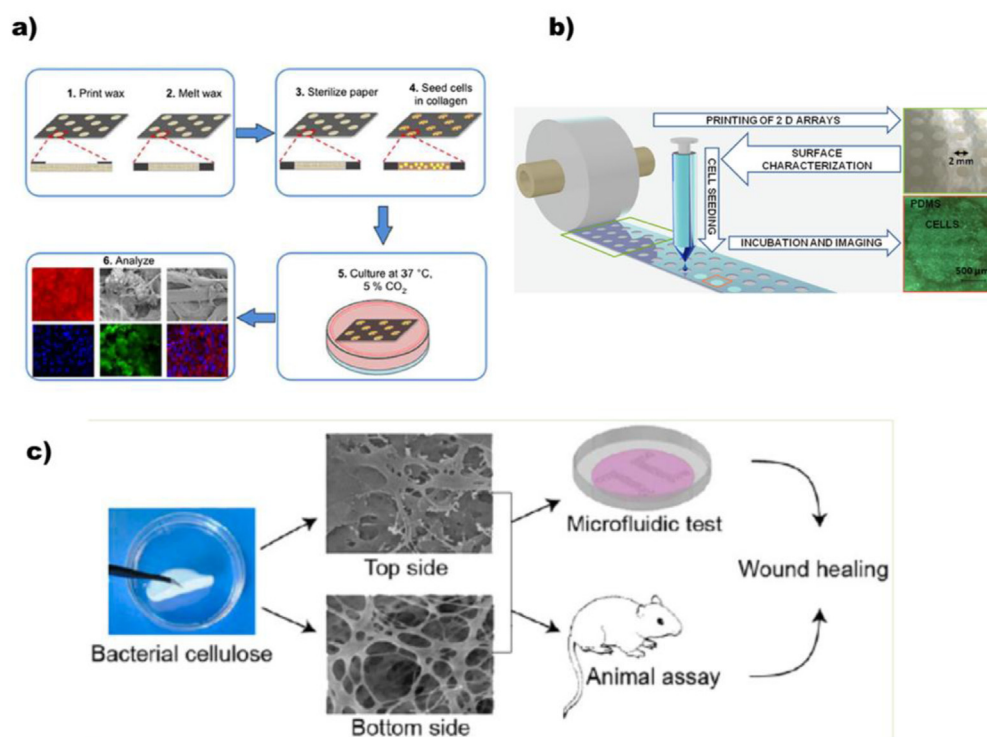 a)
1. Print wax
2. Melt wax
3. Sterilize paper
4. Seed cells
in collagen
6. Analyze
5. Culture at 37 °C,
5 % CO2
b)
PRINTING OF 2 D ARRAYS
SURFACE
CHARACTERIZATION
2 mm
CELL SEEDING
INCUBATION AND IMAGING
PDMS
CELLS
500 µm
c)
Bacterial cellulose
Top side
Bottom side
Microfluidic test
Animal assay
Wound healing